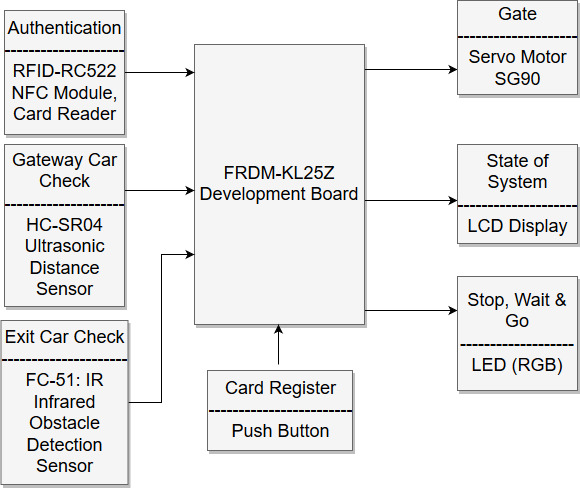 Authentication
RFID-RC522
NFC Module,
Card Reader
Gateway Car
Check
HC-SR04
Ultrasonic
Distance
Sensor
Exit Car Check
FC-51: IR
Infrared
Obstacle
Detection
Sensor
FRDM-KL25Z
Development Board
Card Register
Push Button
Gate
Servo Motor
SG90
State of
System
LCD Display
Stop, Wait &
Go
LED (RGB)